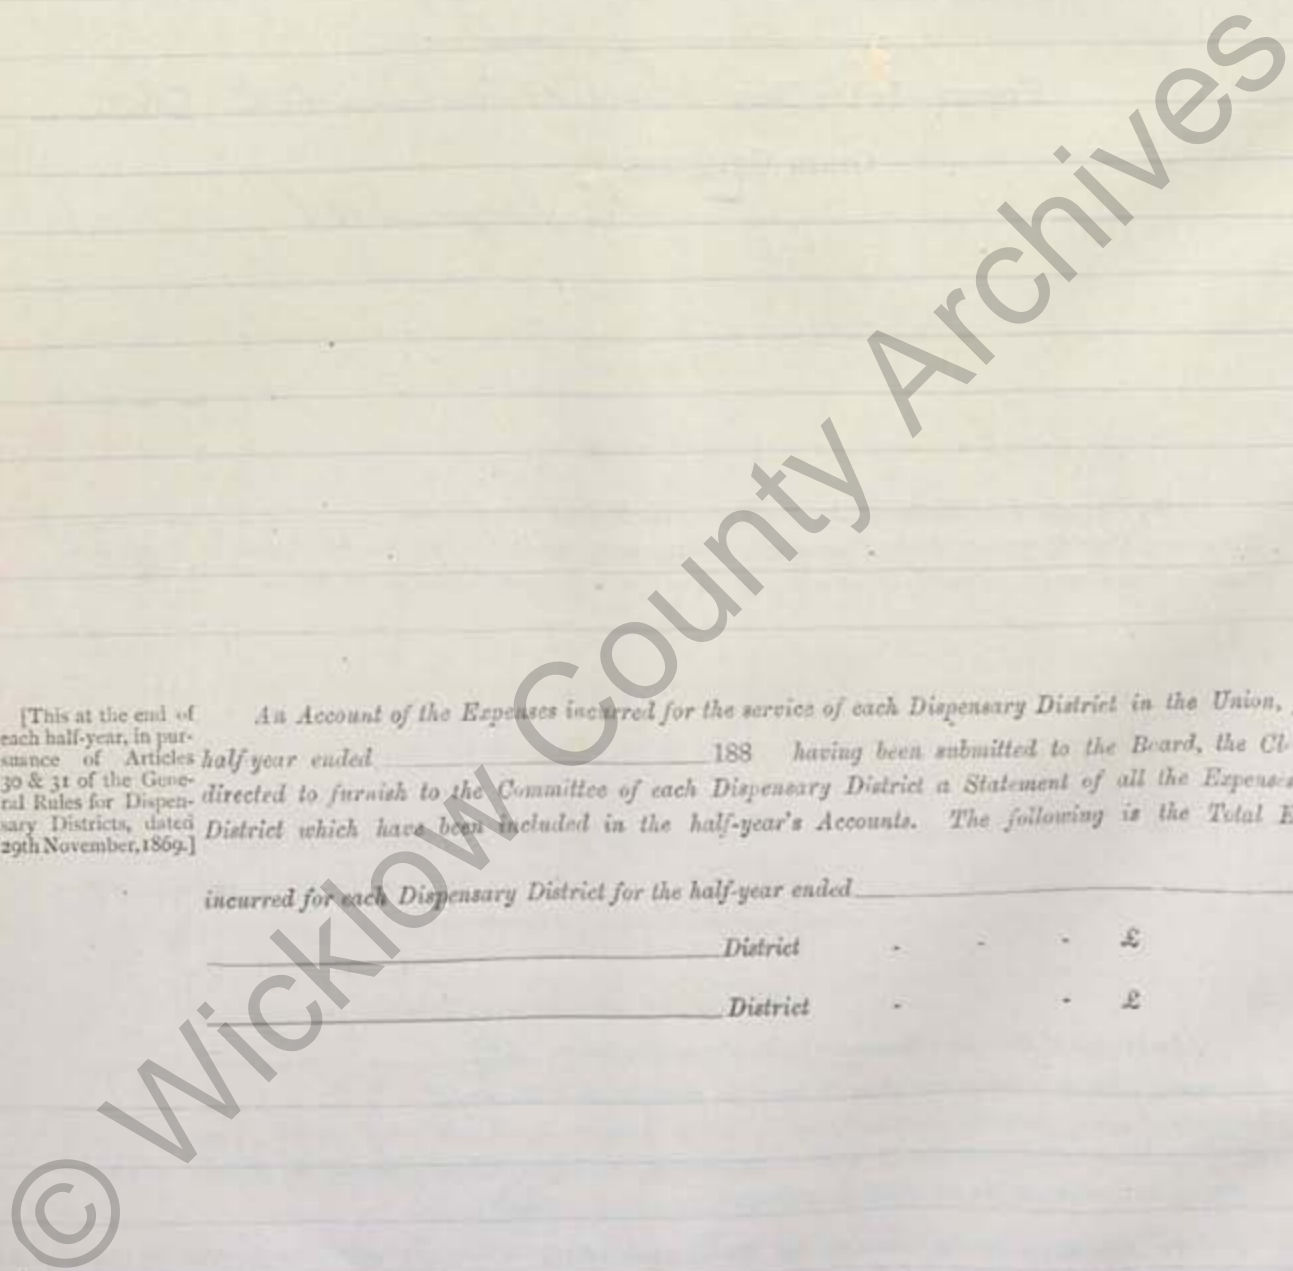 [This at the end of
each half-year, in pur-
suance of Articles
30 & 31 of the Gene-
ral Rules for Dispen-
sary Districts, dated
29th November, 1869.]
An Account of the Expenses incurred for the service of each Dispensary District in the Union,
half-year ended 188 having been submitted to the Board, the Cl
directed to furnish to the Committee of each Dispensary District a Statement of all the Expenses
District which have been included in the half-year's Accounts. The following is the Total E
incurred for each Dispensary District for the half-year ended
District - - - £
District - - £
© Wicklow County Archives